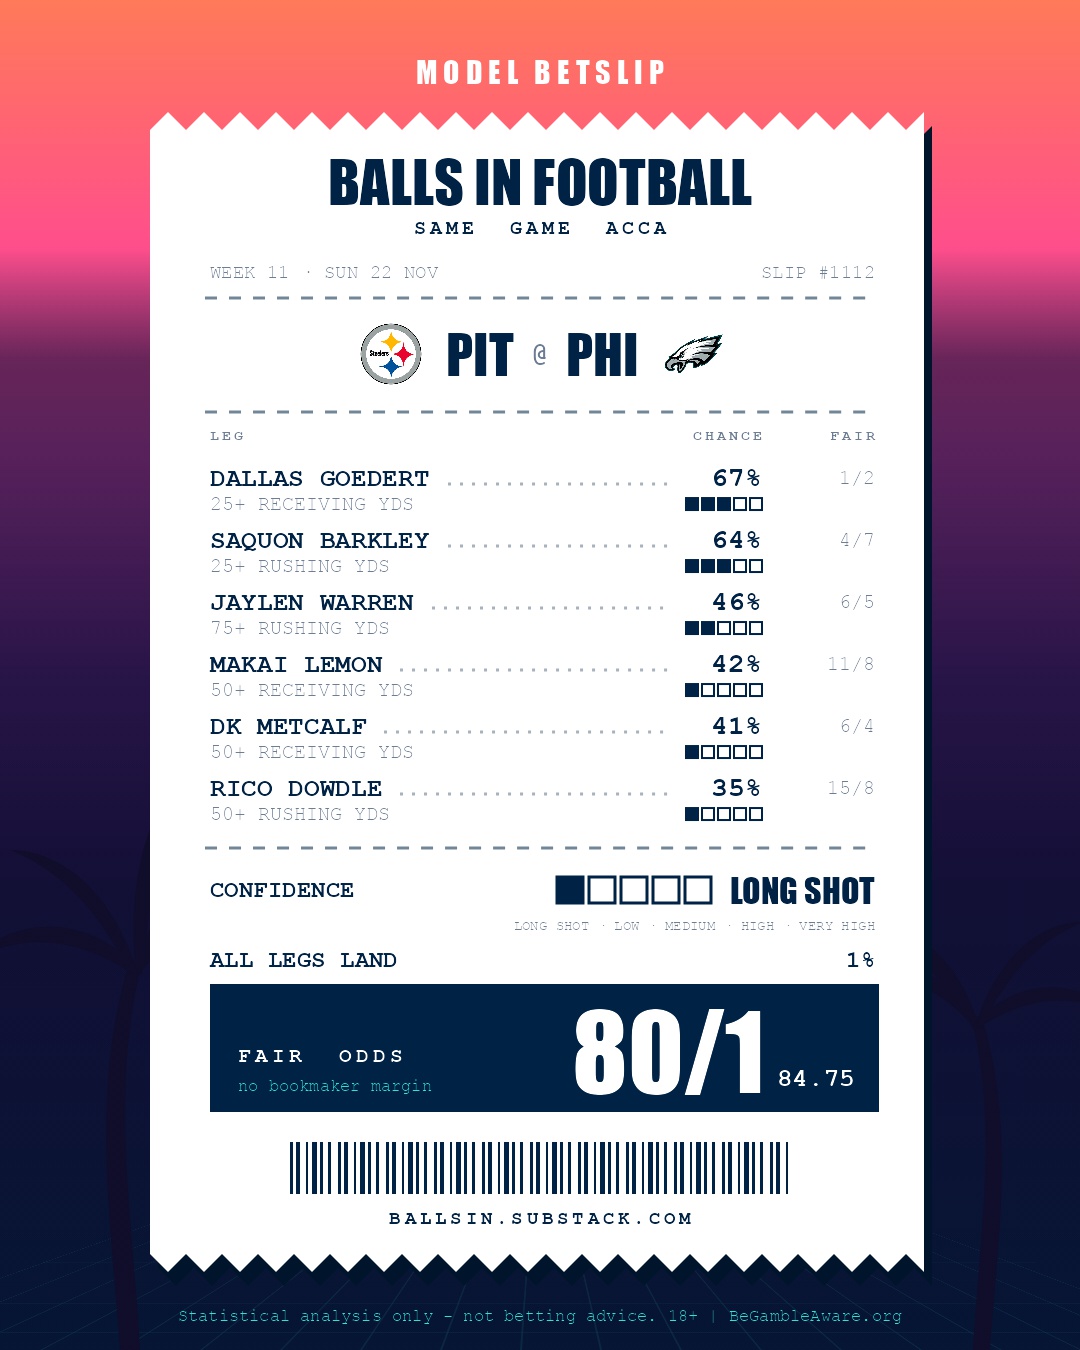 MODEL BETSLIP
BALLS IN FOOTBALL
SAME GAME ACCA
WEEK 11 · SUN 22 NOV SLIP #1112
Steelers PIT @ PHI
LEG CHANCE FAIR
DALLAS GOEDERT .................... 67% 1/2
25+ RECEIVING YDS
SAQUON BARKLEY .................... 64% 4/7
25+ RUSHING YDS
JAYLEN WARREN .................... 46% 6/5
75+ RUSHING YDS
MAKAI LEMON .................... 42% 11/8
50+ RECEIVING YDS
DK METCALF .................... 41% 6/4
50+ RECEIVING YDS
RICO DOWDLE .................... 35% 15/8
50+ RUSHING YDS
CONFIDENCE LONG SHOT
LONG SHOT · LOW · MEDIUM · HIGH · VERY HIGH
ALL LEGS LAND 1%
FAIR ODDS 80/1 84.75
no bookmaker margin
BALLSIN.SUBSTACK.COM
Statistical analysis only - not betting advice. 18+ | BeGambleAware.org